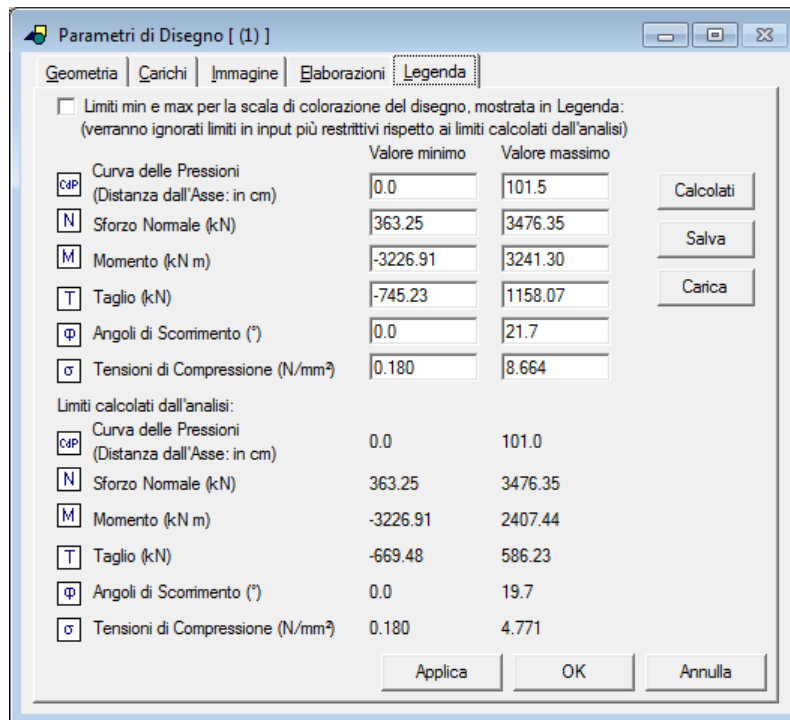 Parametri di Disegno [ (1) ]
Geometria Carichi Immagine Elaborazioni Legenda
Limiti min e max per la scala di colorazione del disegno, mostrata in Legenda:
(verranno ignorati limiti in input più restrittivi rispetto ai limiti calcolati dall'analisi)
Valore minimo Valore massimo
CdP Curva delle Pressioni
(Distanza dall'Asse: in cm) 0.0 101.5 Calcolati
N Sforzo Normale (kN) 363.25 3476.35
Salva
M Momento (kN m) -3226.91 3241.30
T Taglio (kN) -745.23 1158.07 Carica
φ Angoli di Scorrimento (°) 0.0 21.7
σ Tensioni di Compressione (N/mm²) 0.180 8.664
Limiti calcolati dall'analisi:
CdP Curva delle Pressioni
(Distanza dall'Asse: in cm) 0.0 101.0
N Sforzo Normale (kN) 363.25 3476.35
M Momento (kN m) -3226.91 2407.44
T Taglio (kN) -669.48 586.23
φ Angoli di Scorrimento (°) 0.0 19.7
σ Tensioni di Compressione (N/mm²) 0.180 4.771
Applica OK Annulla